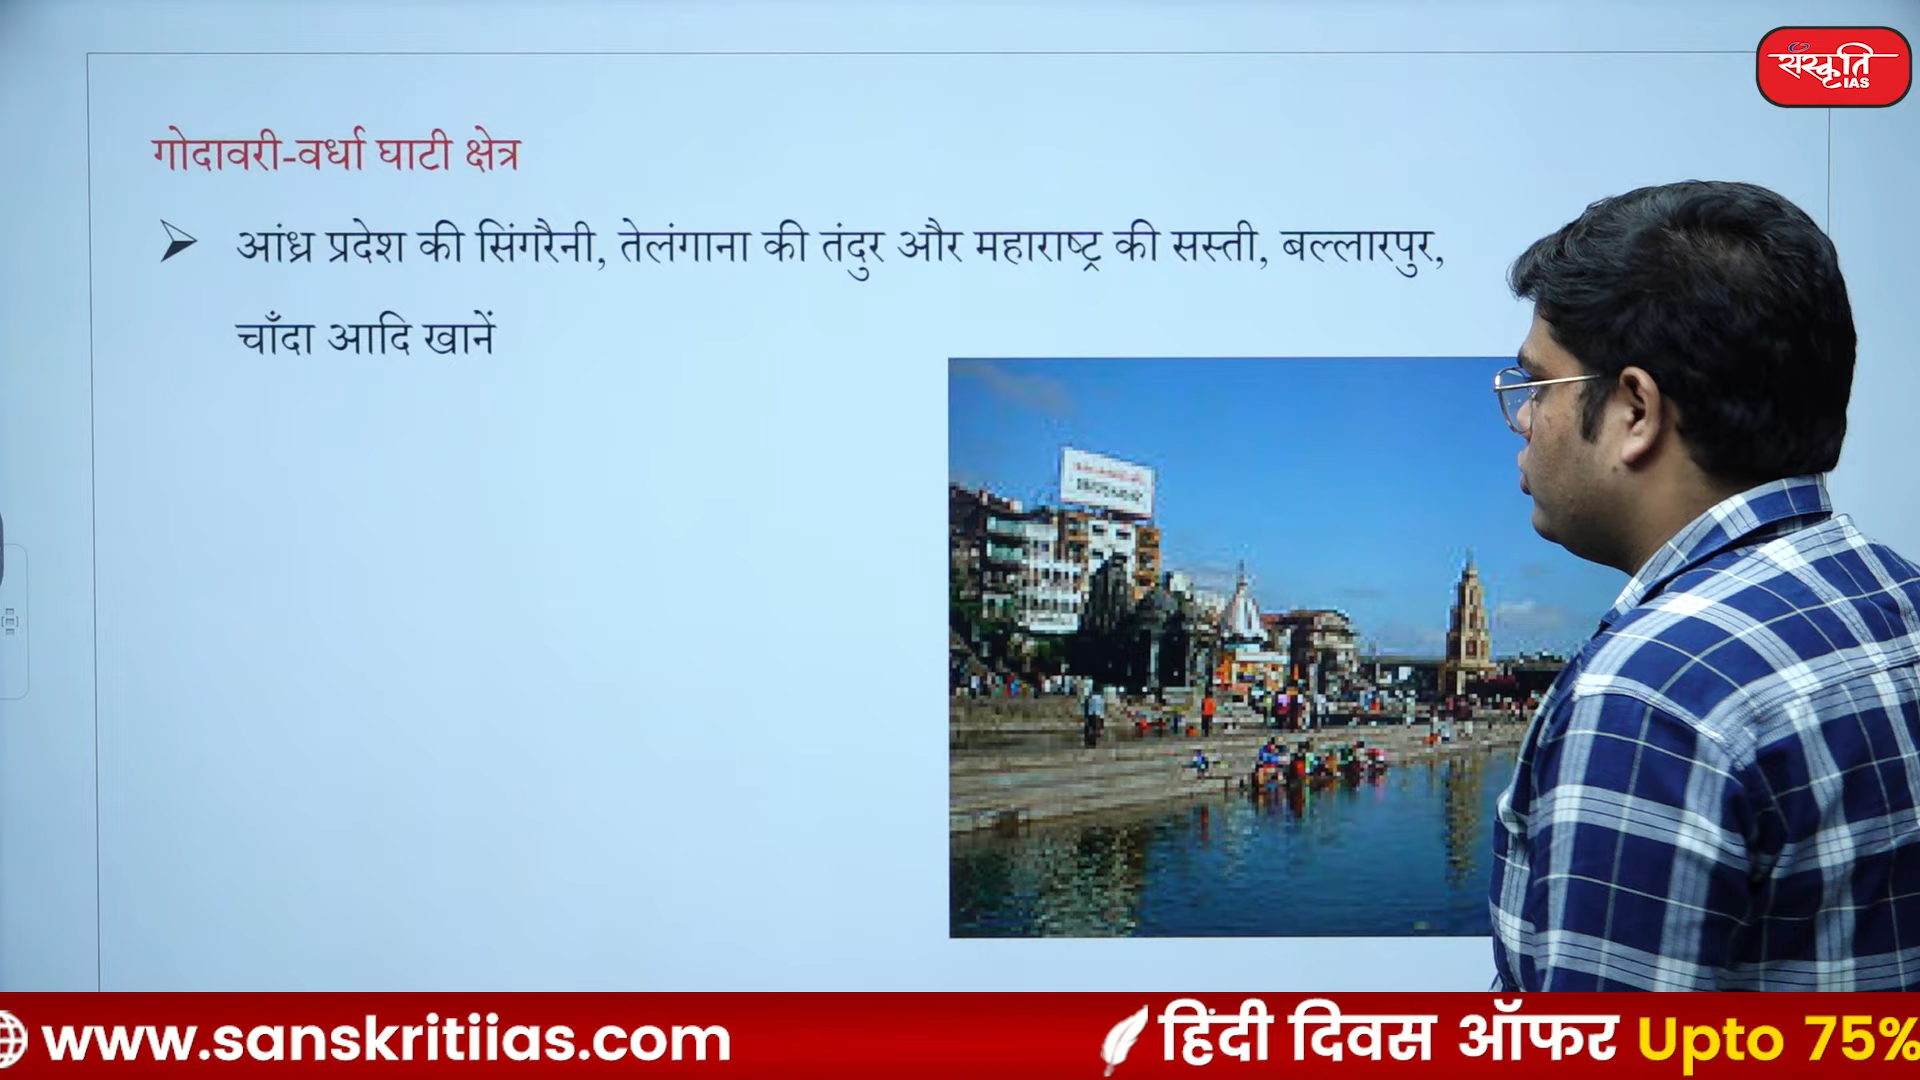 संस्कृति
IAS
गोदावरी-वर्धा घाटी क्षेत्र
आंध्र प्रदेश की सिंगरैनी, तेलंगाना की तंदुर और महाराष्ट्र की सस्ती, बल्लारपुर,
चाँदा आदि खानें
www.sanskritiias.com
हिंदी दिवस ऑफर Upto 75%